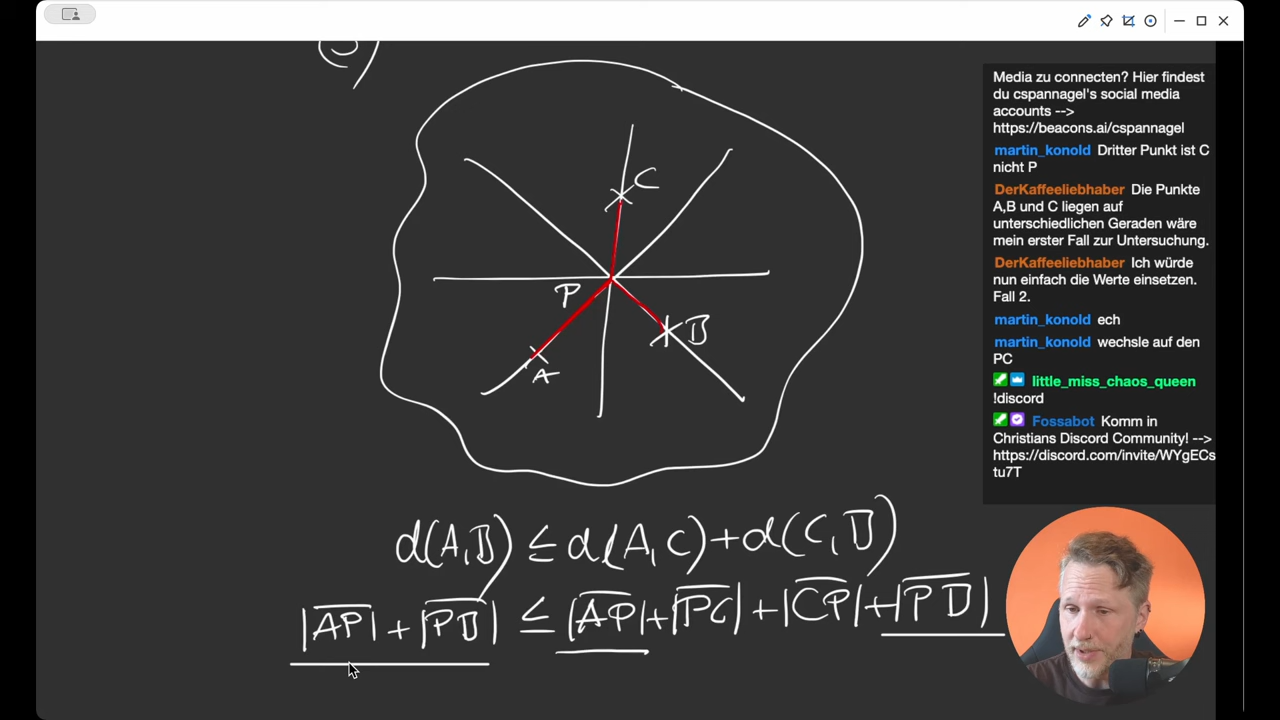 3)
C
P
B
A
d(A,B) ≤ d(A,C)+d(C,B)
|AP|+|PB| ≤ |AP|+|PC|+|CP|+|PB|
Media zu connecten? Hier findest
du cspannagel's social media
accounts -->
https://beacons.ai/cspannagel
martin_konold Dritter Punkt ist C
nicht P
DerKaffeeliebhaber Die Punkte
A,B und C liegen auf
unterschiedlichen Geraden wäre
mein erster Fall zur Untersuchung.
DerKaffeeliebhaber Ich würde
nun einfach die Werte einsetzen.
Fall 2.
martin_konold ech
martin_konold wechsle auf den
PC
little_miss_chaos_queen
!discord
Fossabot Komm in
Christians Discord Community! -->
https://discord.com/invite/WYgECs
tu7T